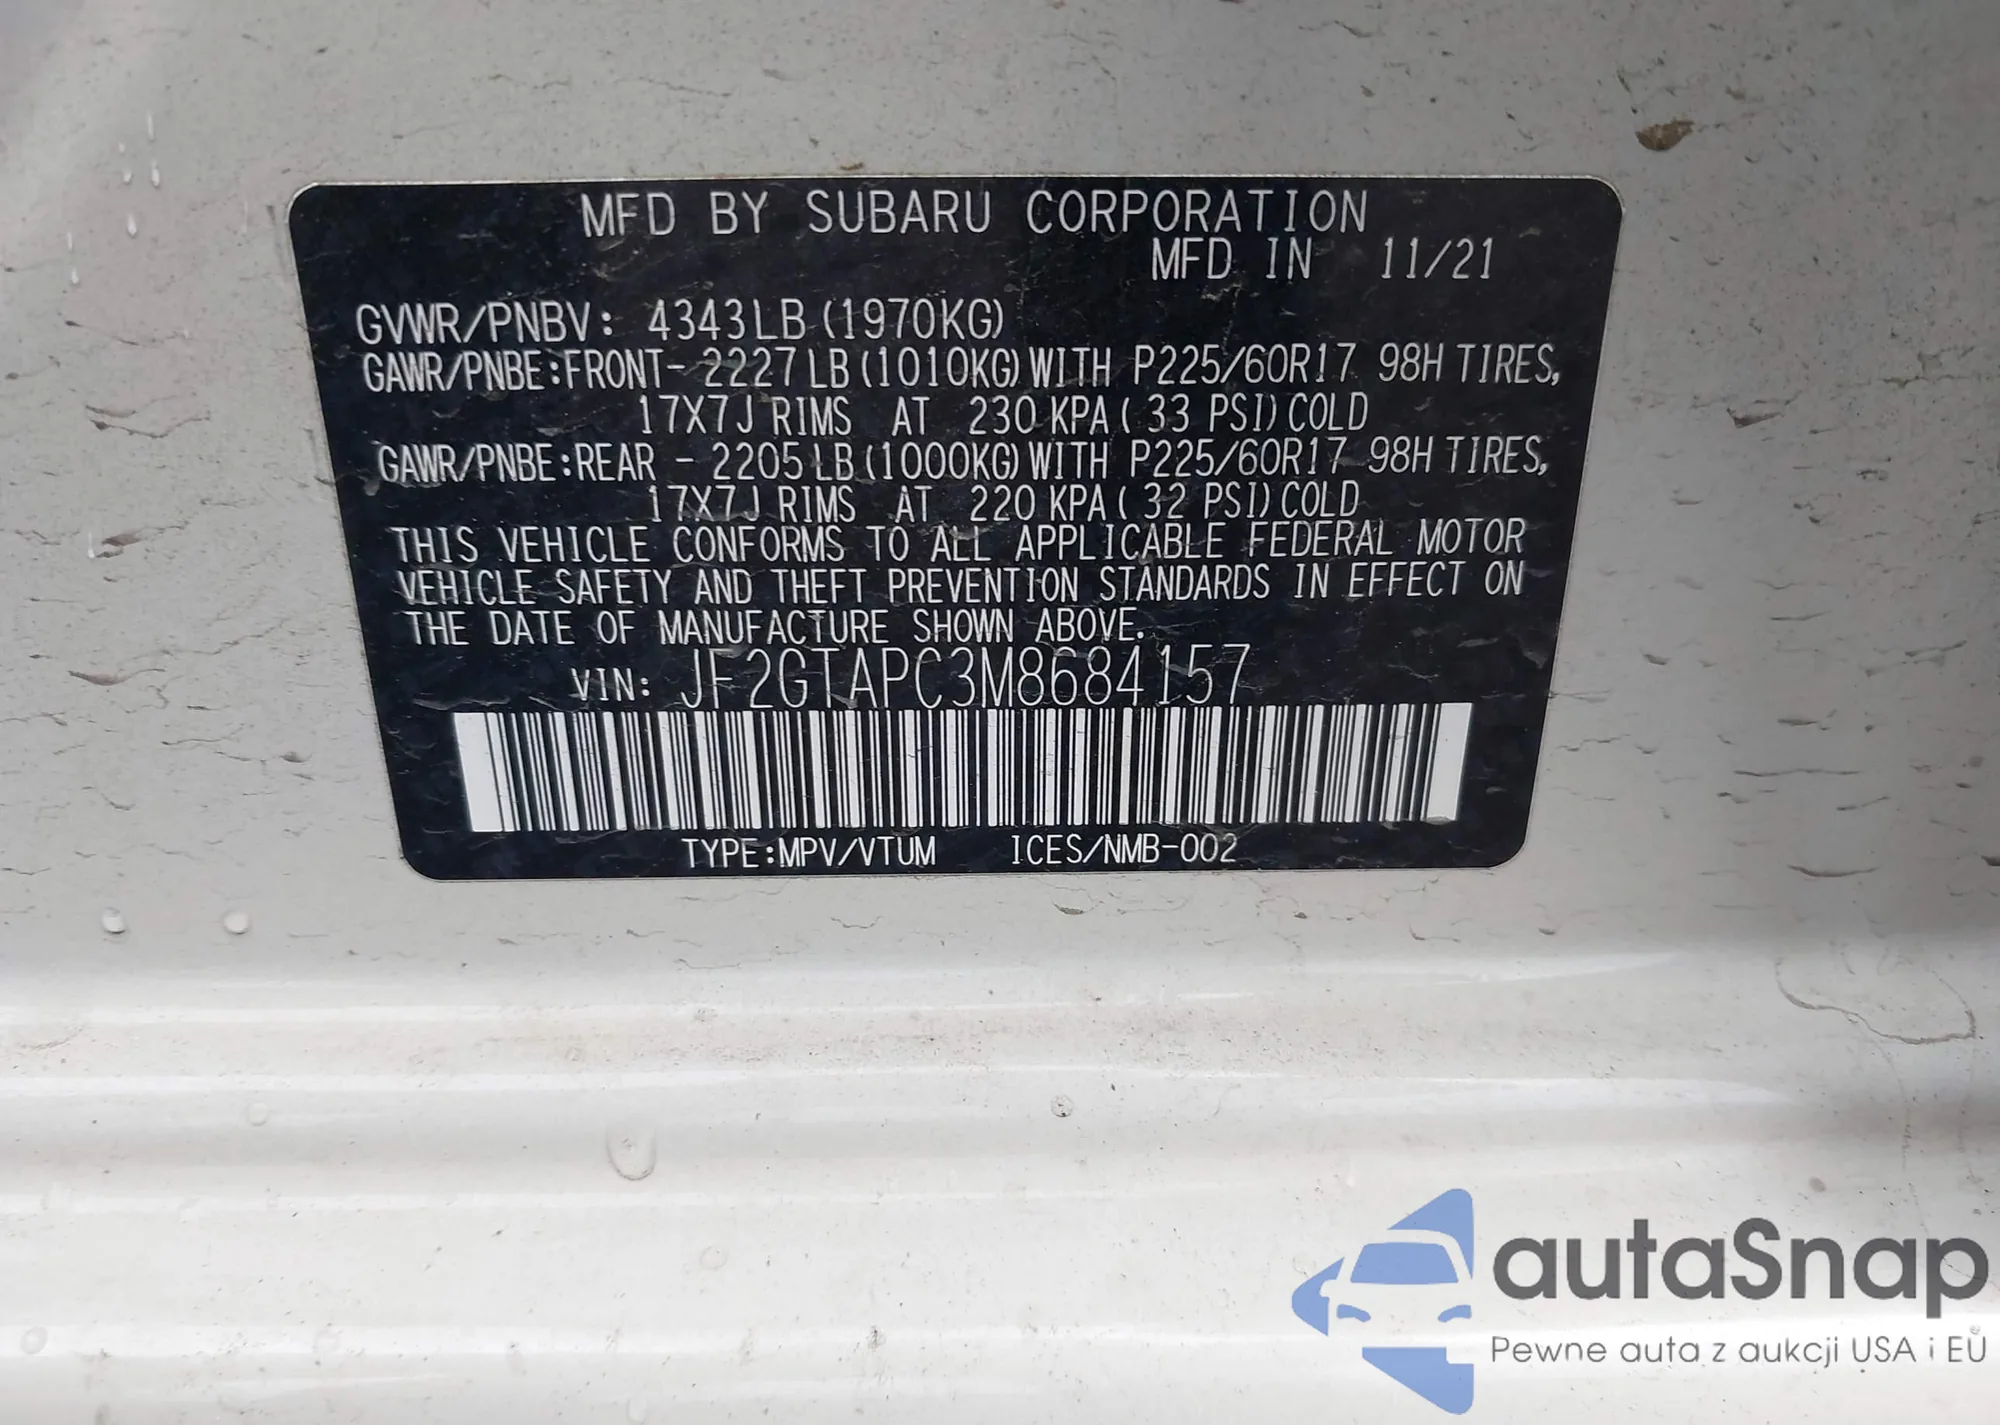 MFD BY SUBARU CORPORATION
MFD IN 11/21
GVWR/PNBV: 4343LB (1970KG)
GAWR/PNBE:FRONT- 2227LB (1010KG) WITH P225/60R17 98H TIRES,
17X7J RIMS AT 230 KPA ( 33 PSI) COLD
GAWR/PNBE:REAR - 2205LB (1000KG) WITH P225/60R17 98H TIRES,
17X7J RIMS AT 220 KPA ( 32 PSI) COLD
THIS VEHICLE CONFORMS TO ALL APPLICABLE FEDERAL MOTOR
VEHICLE SAFETY AND THEFT PREVENTION STANDARDS IN EFFECT ON
THE DATE OF MANUFACTURE SHOWN ABOVE.
VIN: JF2GTAPC3M8684157
TYPE:MPV/VTUM ICES/NMB-002
autaSnap
Pewne auta z aukcji USA i EU